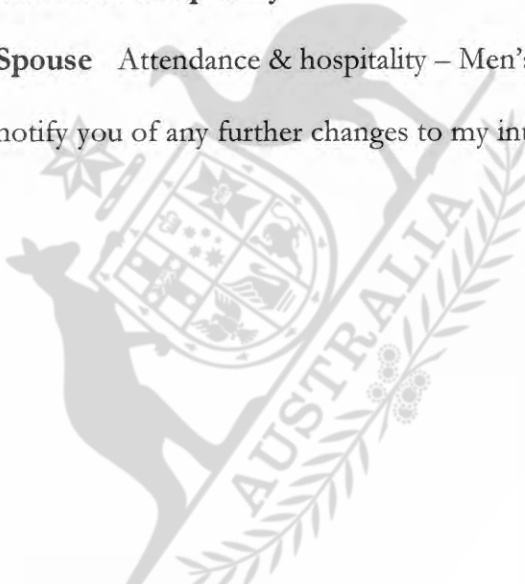 Spouse Attendance & hospitality – Men's
notify you of any further changes to my
AUSTRALIA